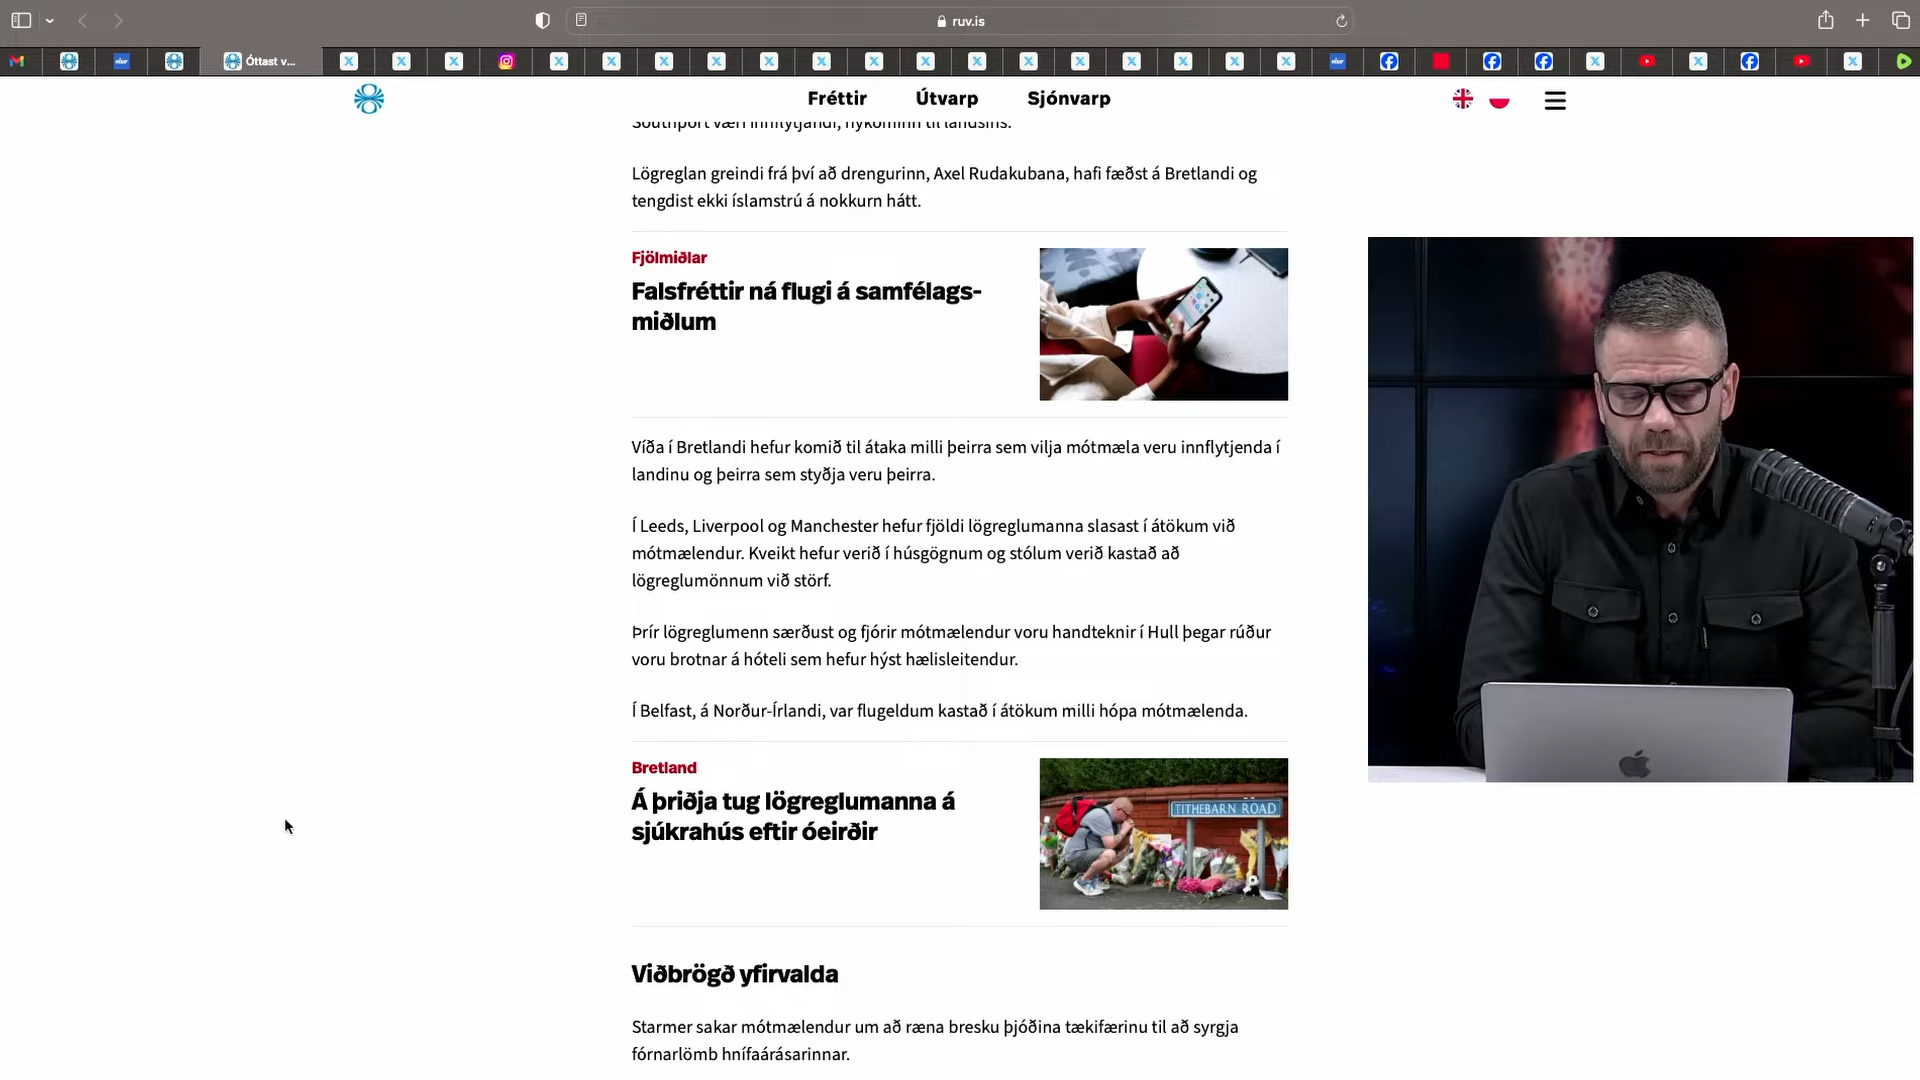 ruv.is
Óttast v...
Fréttir
Útvarp
Sjónvarp
Southport væri innflytjandi, nýkominn til landsins.
Lögreglan greindi frá því að drengurinn, Axel Rudakubana, hafi fæðst á Bretlandi og
tengdist ekki íslamstrú á nokkurn hátt.
Fjölmiðlar
Falsfréttir ná flugi á samfélags-
miðlum
Víða í Bretlandi hefur komið til átaka milli þeirra sem vilja mótmæla veru innflytjenda í
landinu og þeirra sem styðja veru þeirra.
Í Leeds, Liverpool og Manchester hefur fjöldi lögreglumanna slasast í átökum við
mótmælendur. Kveikt hefur verið í húsgögnum og stólum verið kastað að
lögreglumönnum við störf.
Þrír lögreglumenn særðust og fjórir mótmælendur voru handteknir í Hull þegar rúður
voru brotnar á hóteli sem hefur hýst hælisleitendur.
Í Belfast, á Norður-Írlandi, var flugeldum kastað í átökum milli hópa mótmælenda.
Bretland
Á þriðja tug lögreglumanna á
sjúkrahús eftir óeirðir
TITHEBARN ROAD
Viðbrögð yfirvalda
Starmer sakar mótmælendur um að ræna bresku þjóðina tækifærinu til að syrgja
fórnarlömb hnífaárásarinnar.